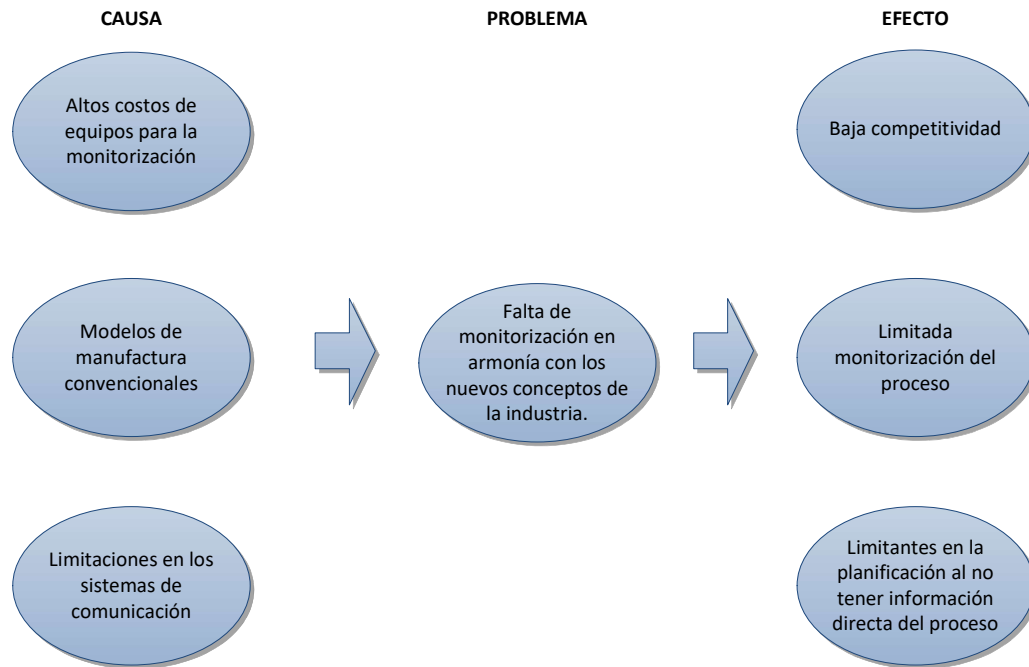 CAUSA
PROBLEMA
EFECTO
Altos costos de
equipos para la
monitorización
Baja competitividad
Modelos de
manufactura
convencionales
Falta de
monitorización en
armonía con los
nuevos conceptos de
la industria.
Limitada
monitorización del
proceso
Limitaciones en los
sistemas de
comunicación
Limitantes en la
planificación al no
tener información
directa del proceso